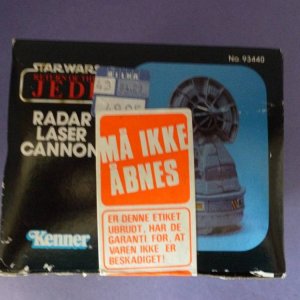 STAR WARS
RETURN OF THE
JEDI
No. 93440
BILKA
RADAR
LASER
CANNON
MÅ IKKE
ÅBNES
ER DENNE ETIKET
UBRUDT, HAR DE
GARANTI FOR, AT
VAREN IKKE ER
BESKADIGET!
Kenner